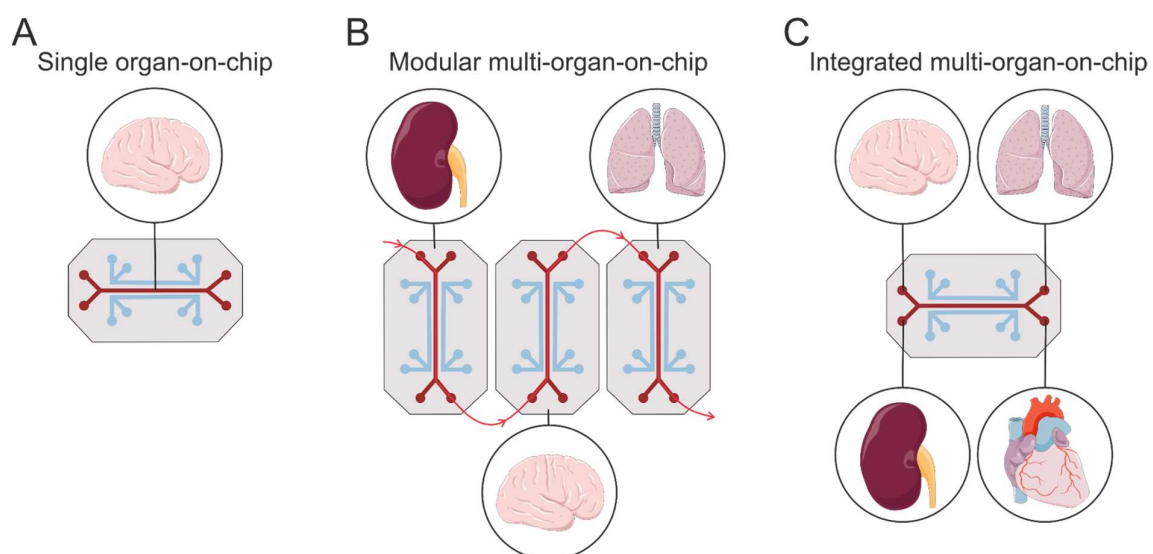 A
Single organ-on-chip
B
Modular multi-organ-on-chip
C
Integrated multi-organ-on-chip